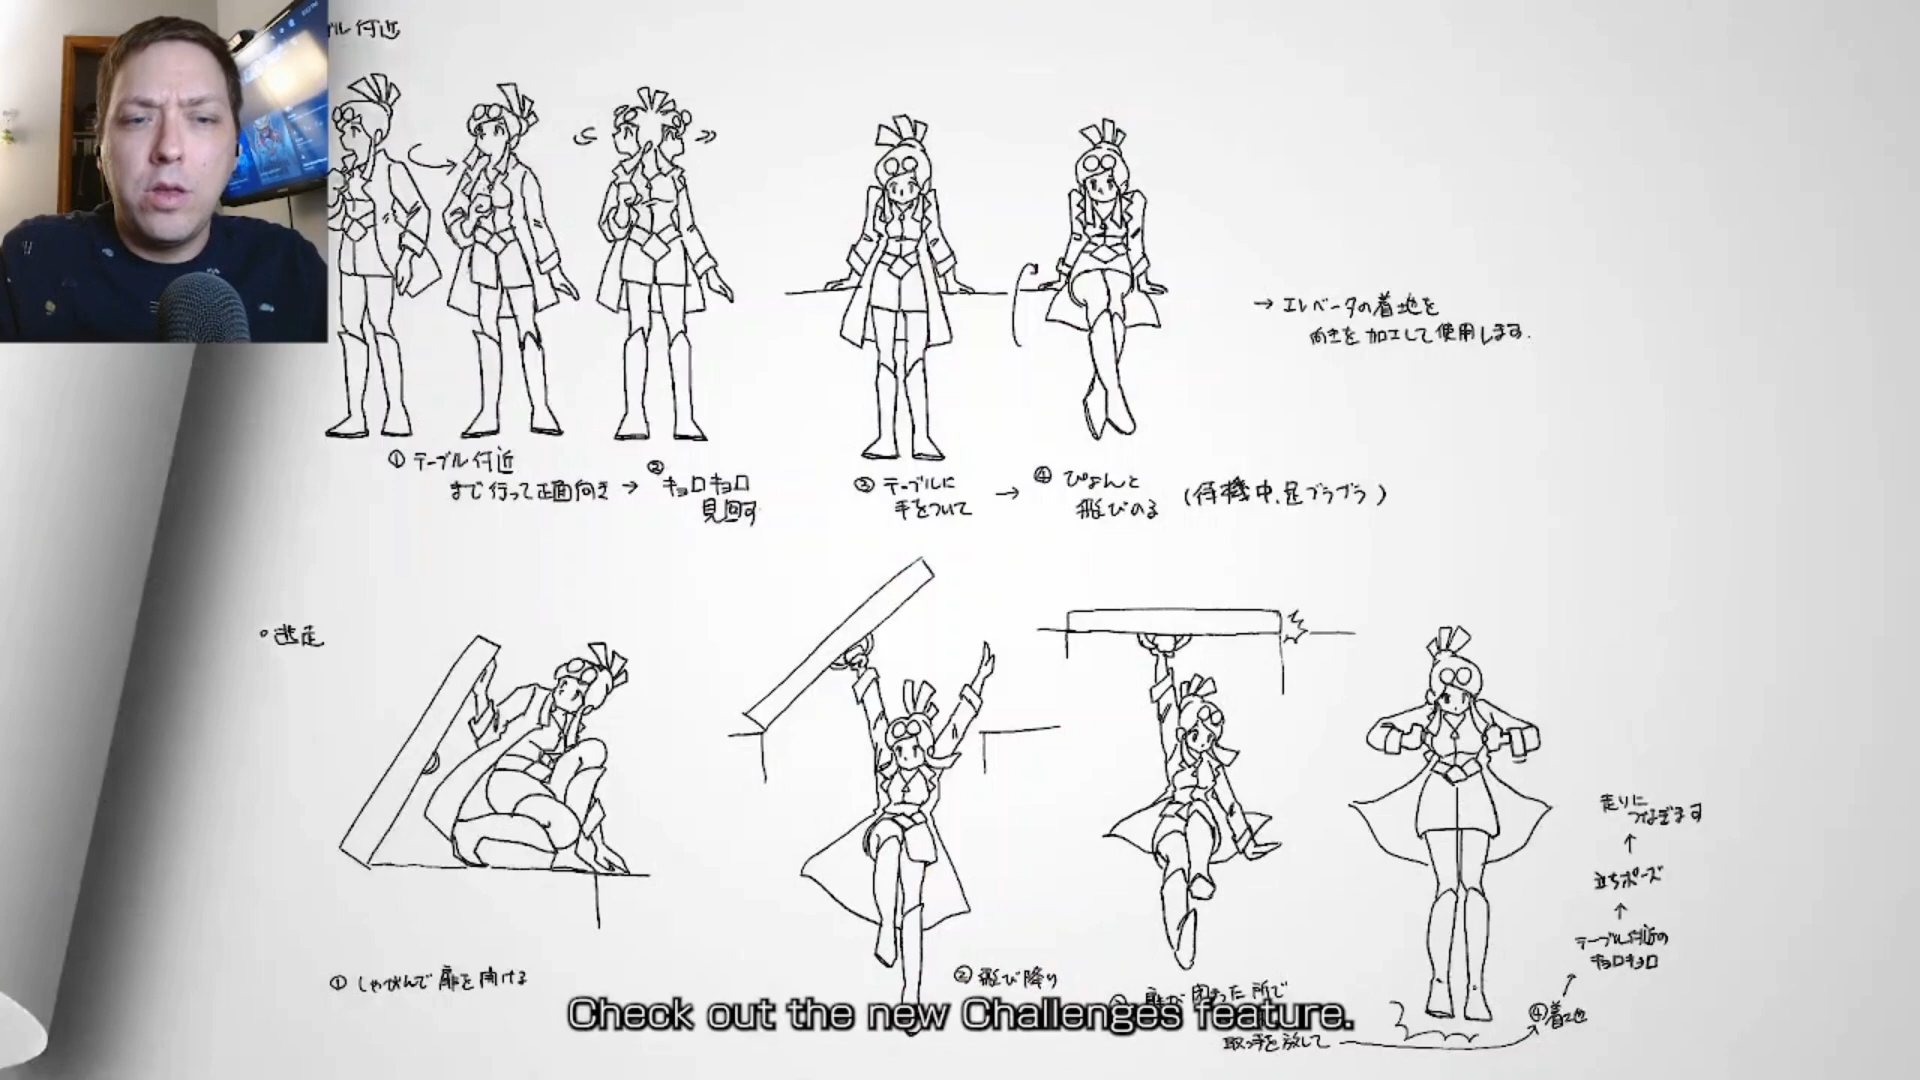 ブル付近
① テーブル付近
まで行って正面向き →
② キョロキョロ
見回す
③ テーブルに
手をついて →
④ ぴょんと
飛びのる
(待機中、足ブラブラ)
→ エレベータの着地を
向きを加工して使用します.
・逃走
① しゃがんで扉を開ける
② 飛び降り
扉が閉まった所で
取っ手を放して
④着地
テーブル付近の
キョロキョロ
↑
立ちポーズ
↑
走りに
つなぎます
Check out the new Challenges feature.